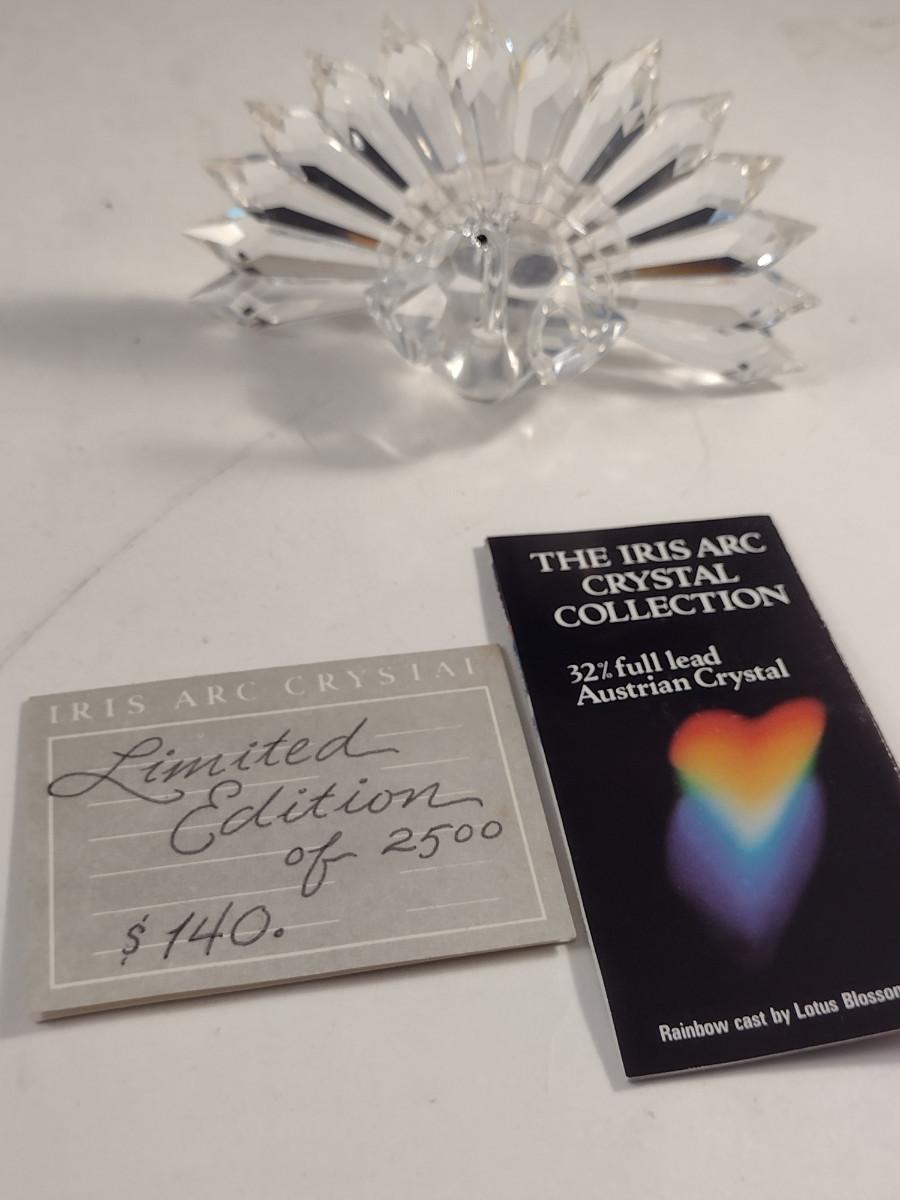 IRIS ARC CRYSTAL
Limited
Edition
of 2500
$140.
THE IRIS ARC
CRYSTAL
COLLECTION
32% full lead
Austrian Crystal
Rainbow cast by Lotus Blossom